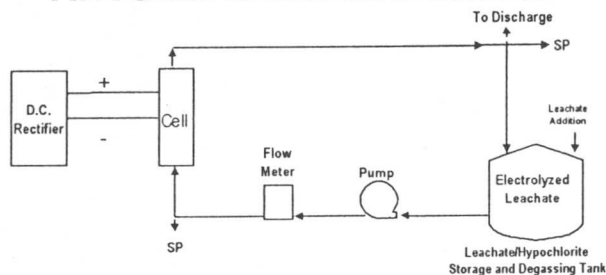 To Discharge
SP
D.C.
Rectifier
+
-
Cell
Leachate
Addition
Flow
Meter
Pump
Electrolyzed
Leachate
SP
Leachate/Hypochlorite
Storage and Degassing Tank